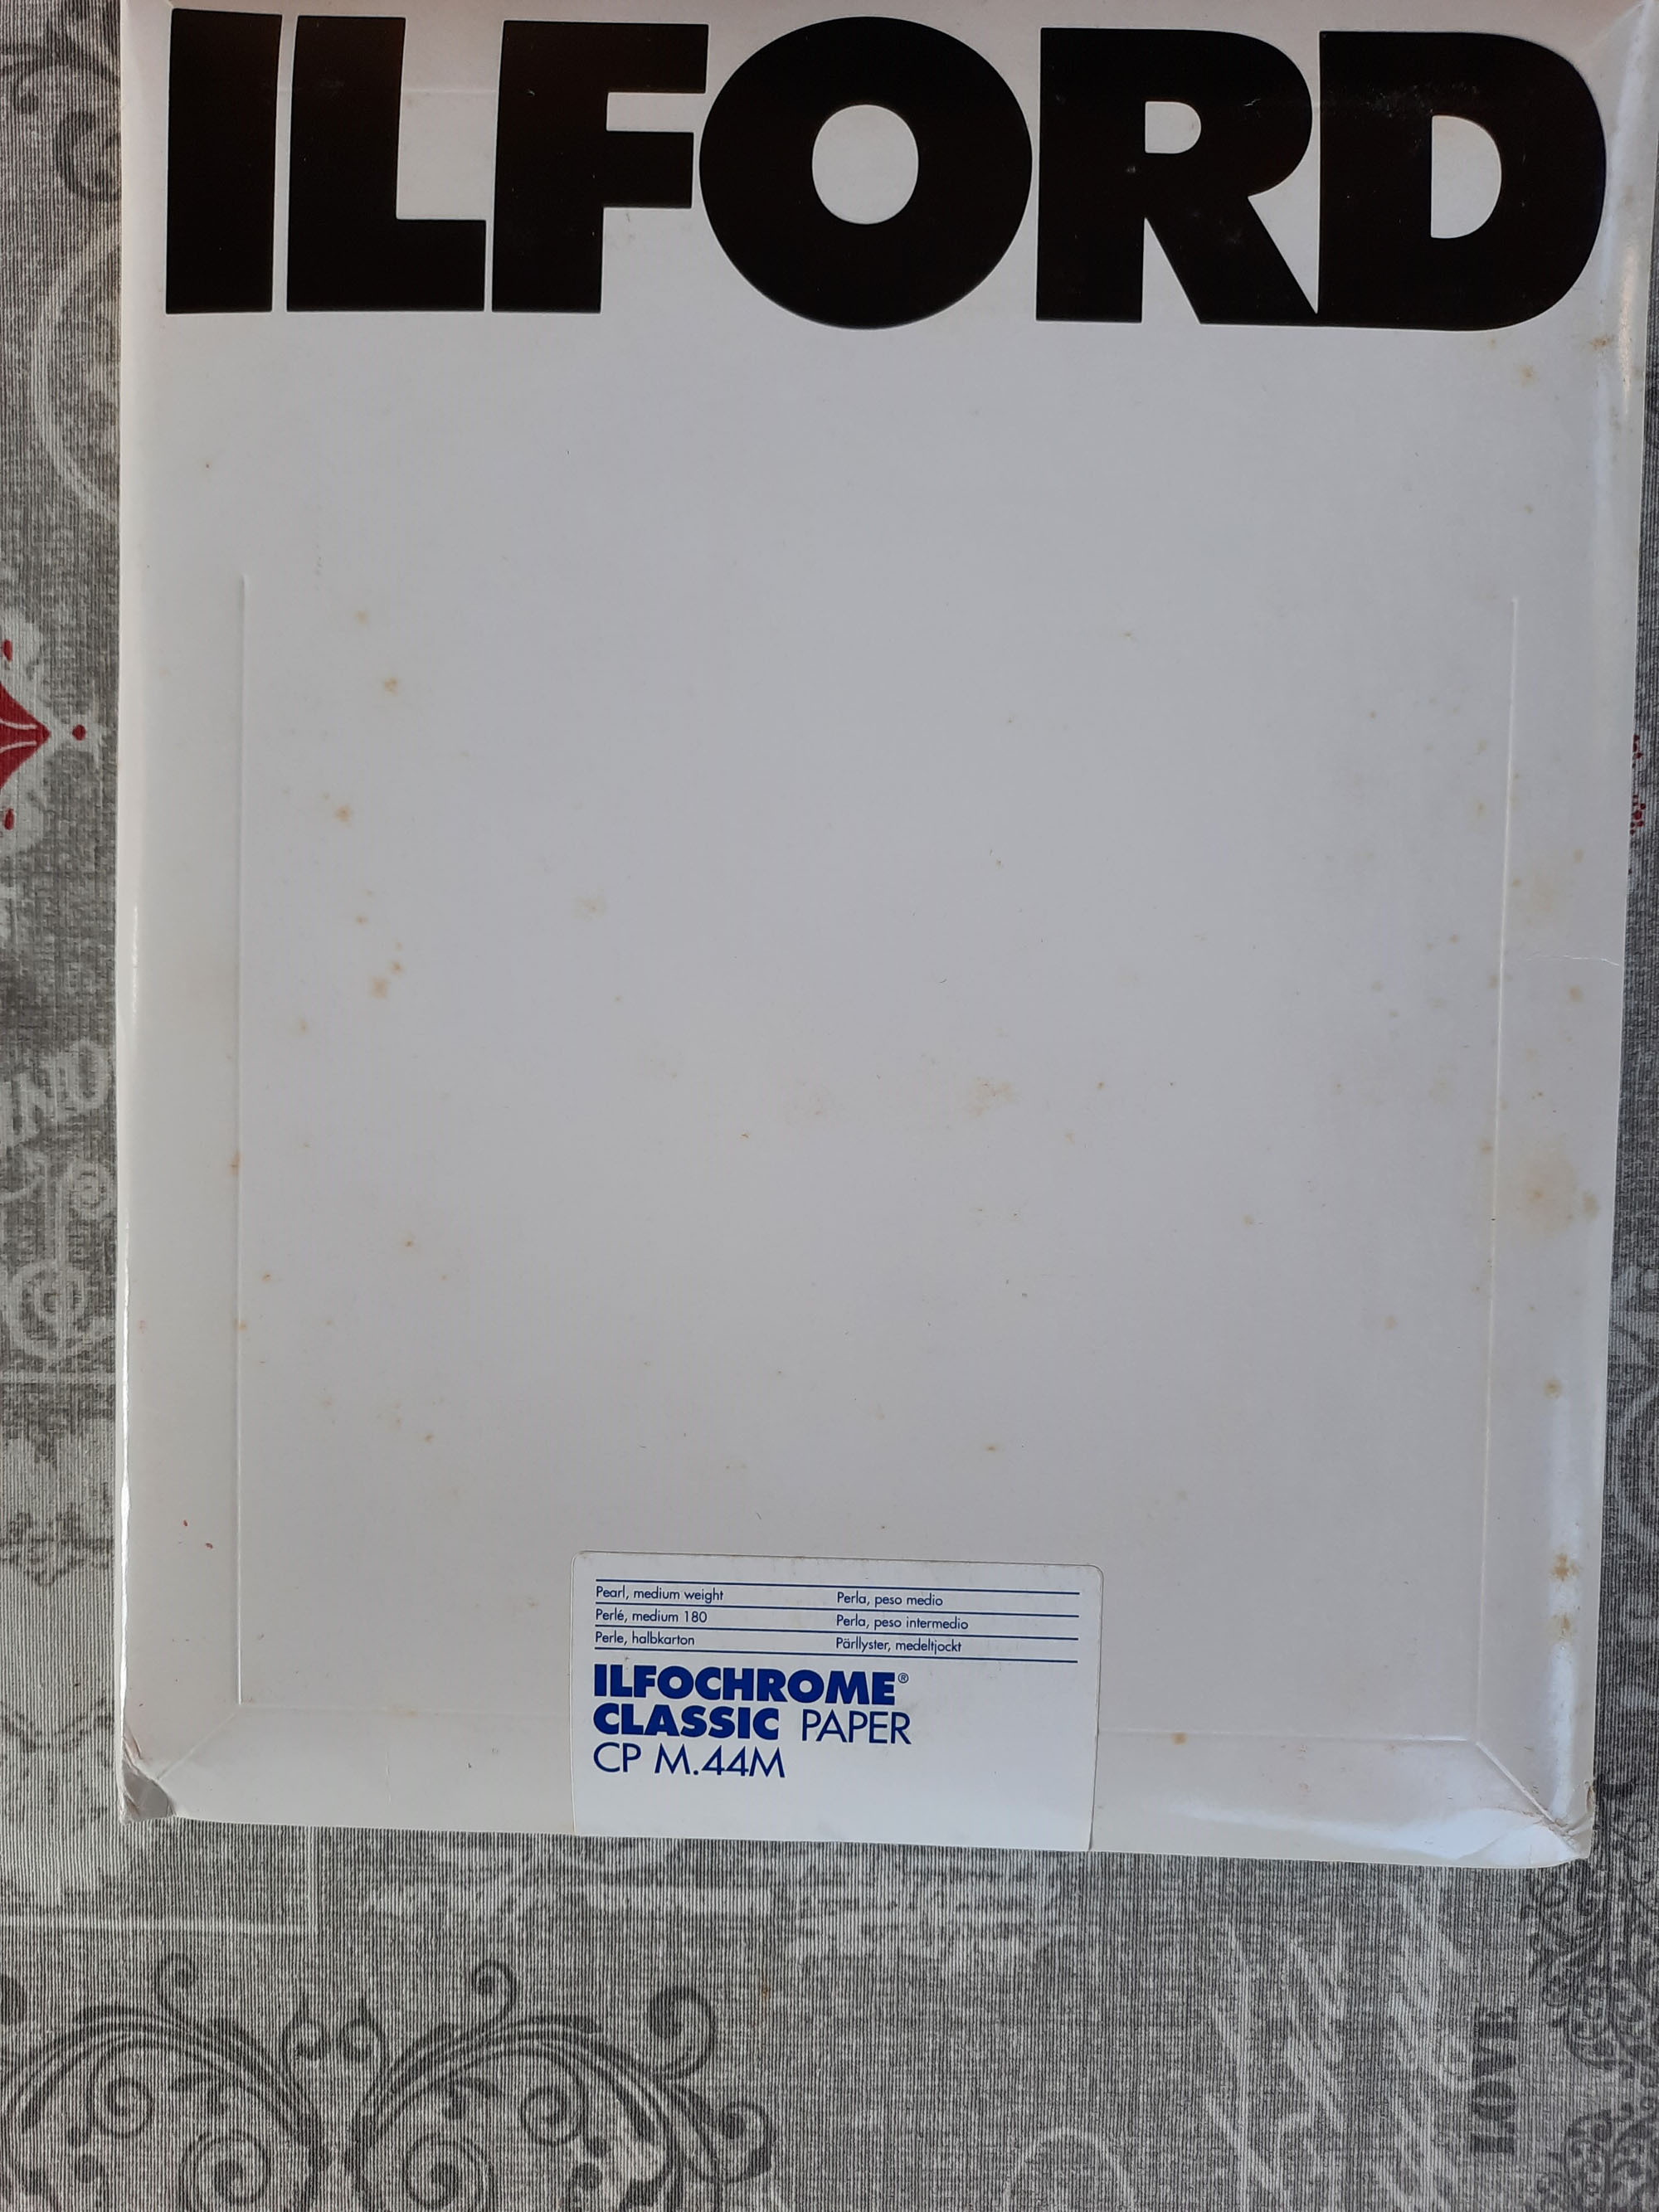 ILFORD
Pearl, medium weight
Perlé, medium 180
Perle, halbkarton
Perla, peso medio
Perla, peso intermedio
Pärllyster, medeltjockt
ILFOCHROME®
CLASSIC PAPER
CP M.44M
LOVE